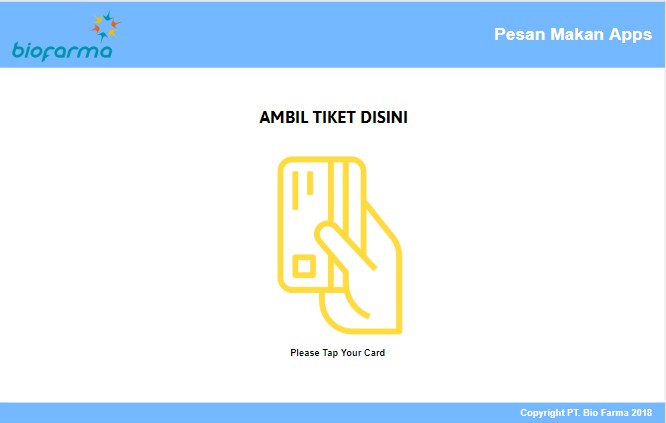 biofarma
Pesan Makan Apps
AMBIL TIKET DISINI
Please Tap Your Card
Copyright PT. Bio Farma 2018